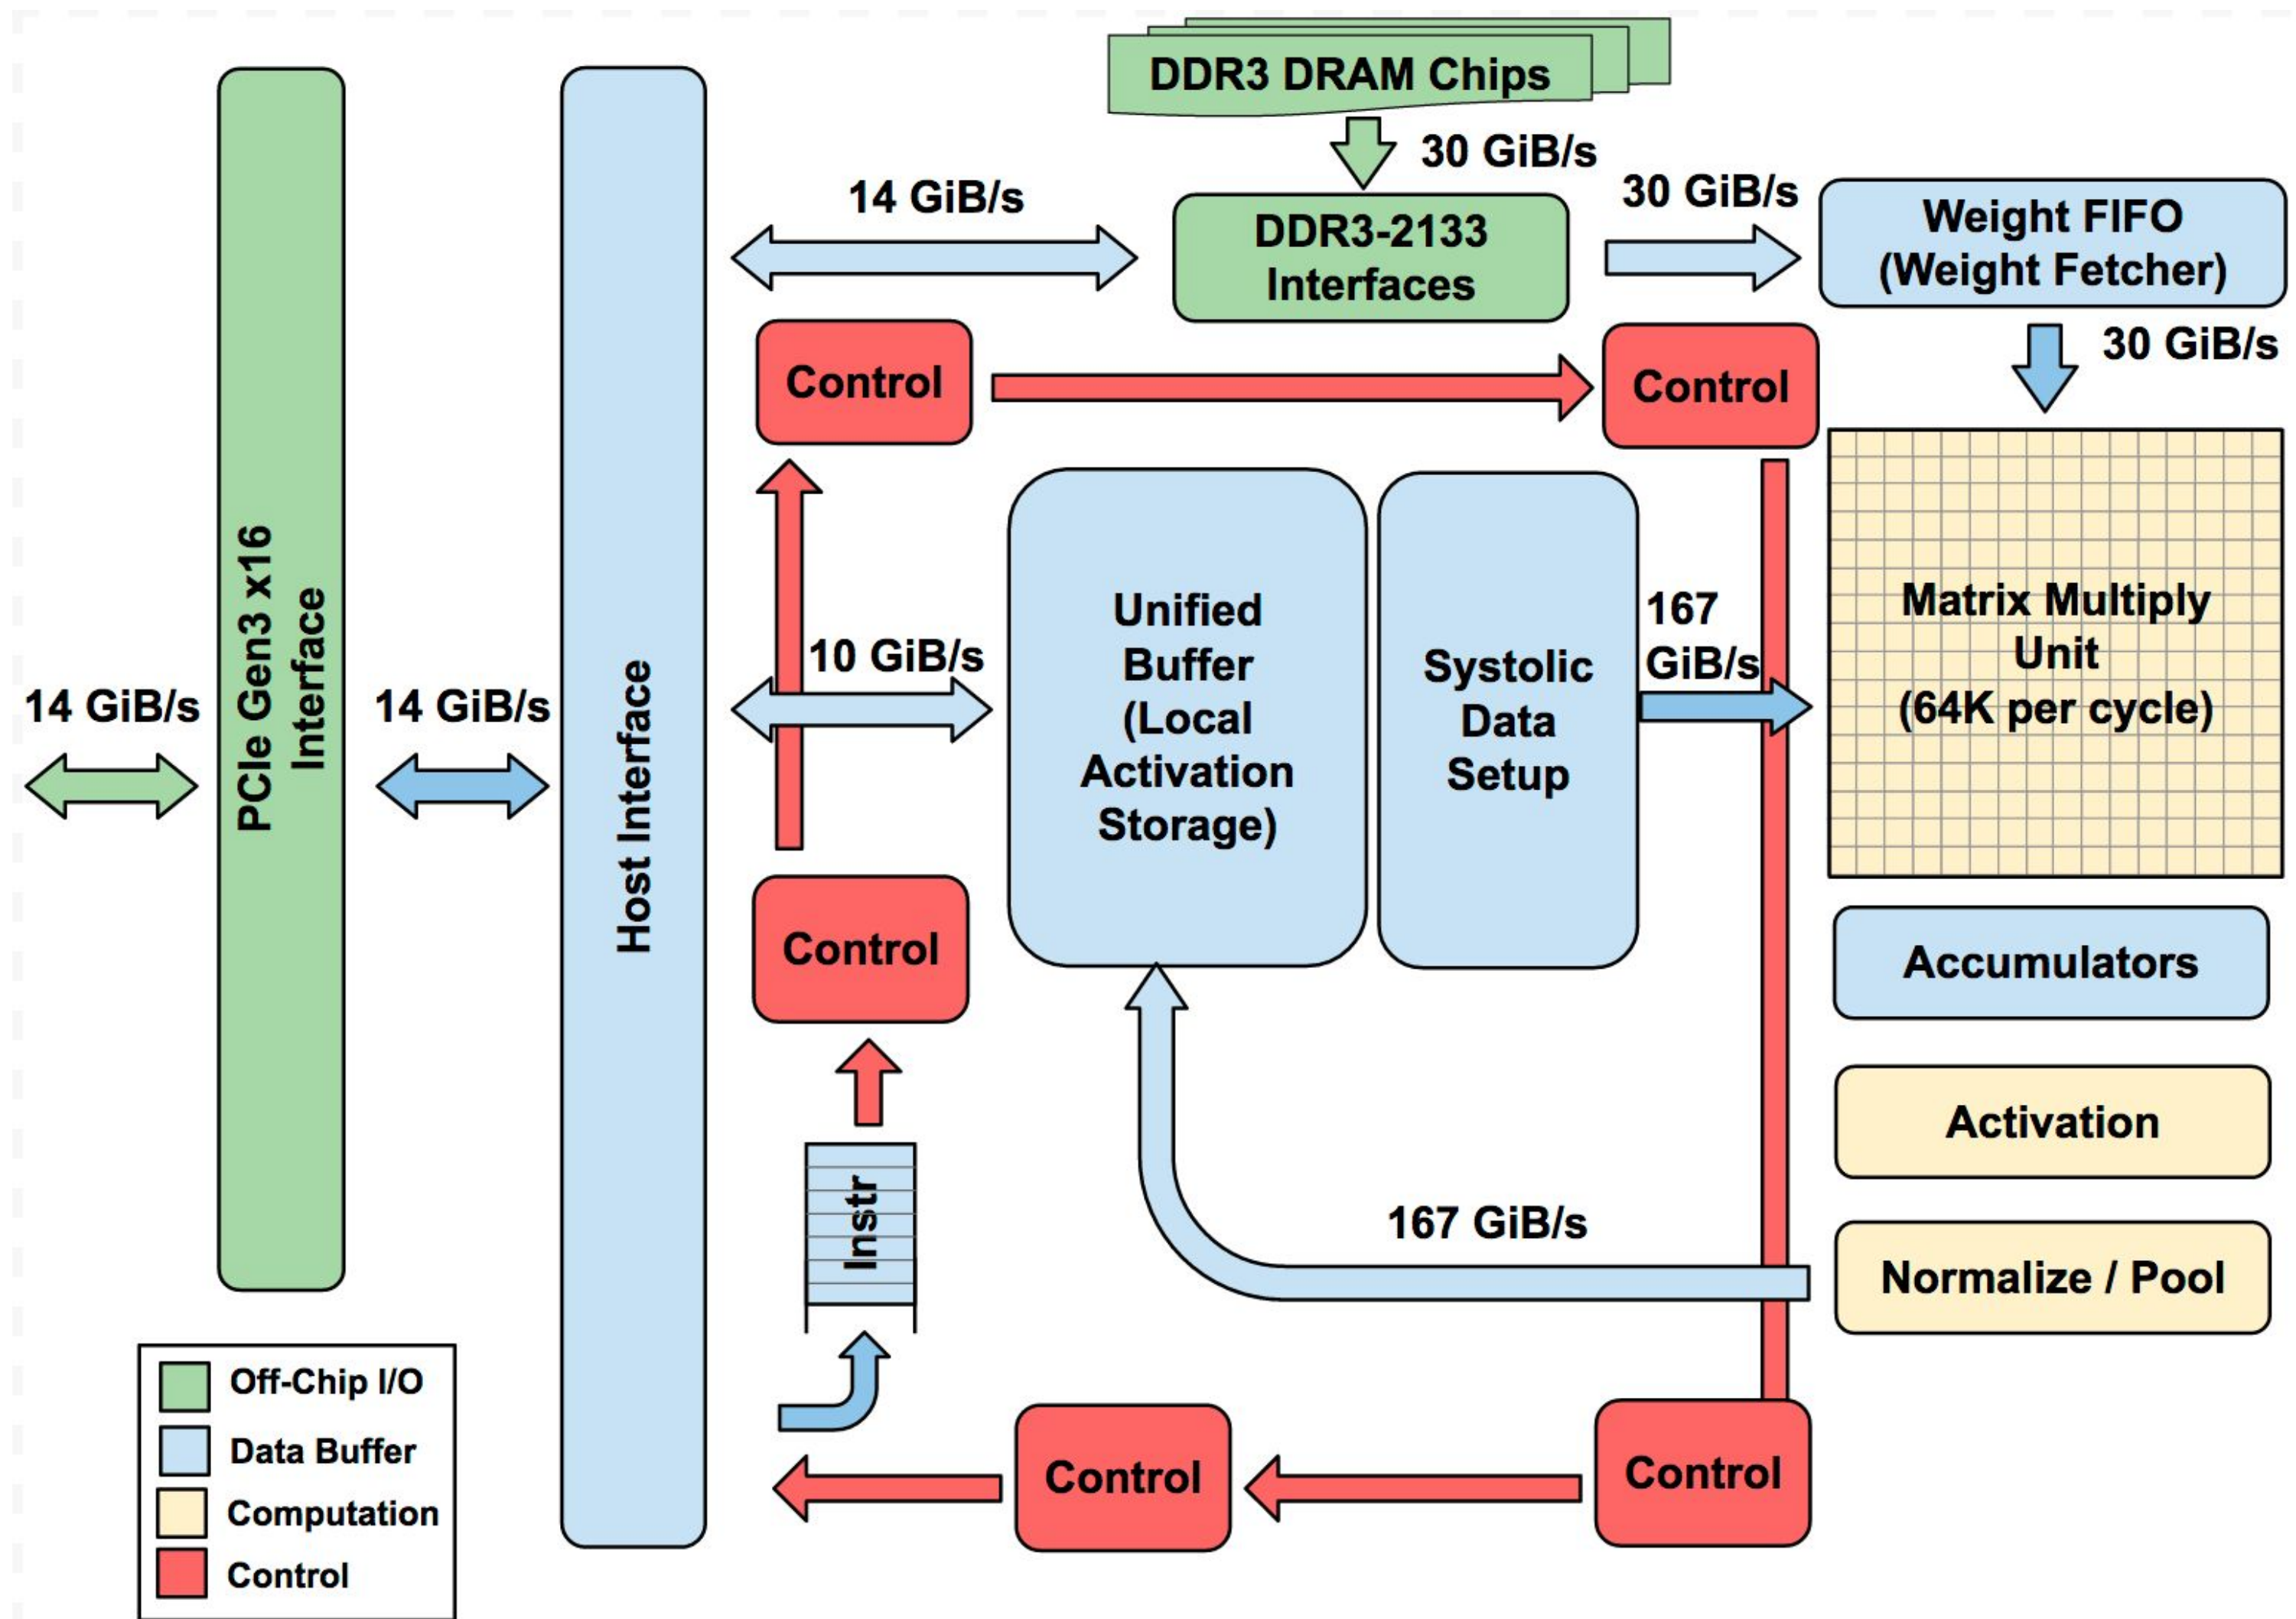 DDR3 DRAM Chips
30 GiB/s
14 GiB/s
DDR3-2133
Interfaces
30 GiB/s
Weight FIFO
(Weight Fetcher)
30 GiB/s
Control
Control
PCIe Gen3 x16
Interface
14 GiB/s
14 GiB/s
Host Interface
10 GiB/s
Unified
Buffer
(Local
Activation
Storage)
Systolic
Data
Setup
167
GiB/s
Matrix Multiply
Unit
(64K per cycle)
Control
Accumulators
Activation
Instr
167 GiB/s
Normalize / Pool
Control
Control
Off-Chip I/O
Data Buffer
Computation
Control